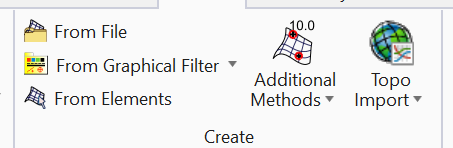 From File
From Graphical Filter
From Elements
10.0
Additional
Methods
Topo
Import
Create